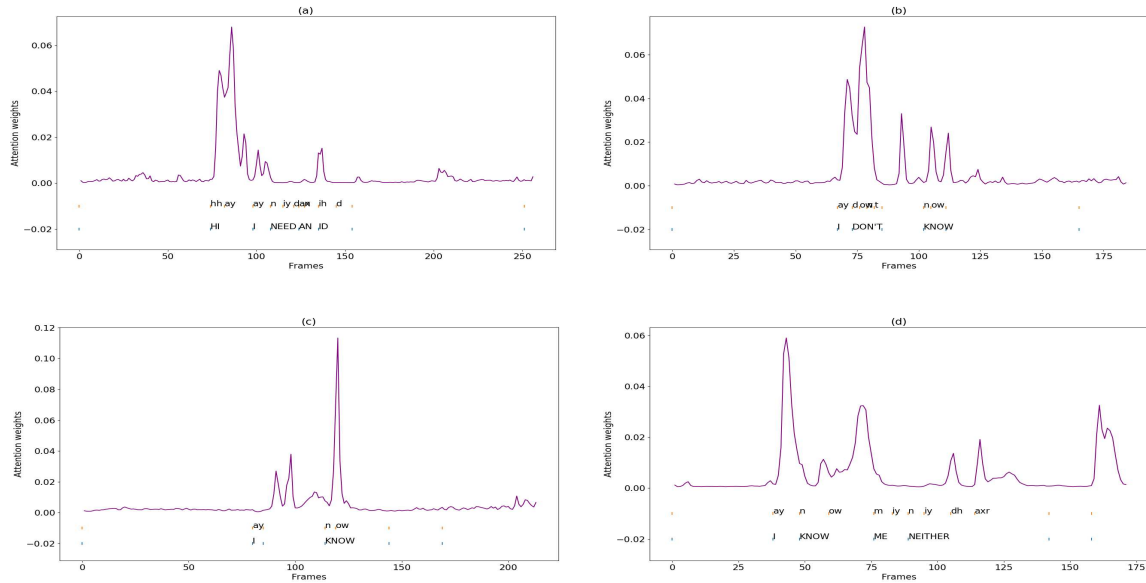 (a)
Attention weights
0.06
0.04
0.02
0.00
−0.02
hh ay ay n iy d ih d
HI I NEED AN ID
0 50 100 150 200 250
Frames
(b)
Attention weights
0.06
0.04
0.02
0.00
−0.02
ay d ow t n ow
I DON'T KNOW
0 25 50 75 100 125 150 175
Frames
(c)
Attention weights
0.12
0.10
0.08
0.06
0.04
0.02
0.00
−0.02
ay n ow
I KNOW
0 50 100 150 200
Frames
(d)
Attention weights
0.06
0.04
0.02
0.00
−0.02
ay n ow m iy n iy dh axr
I KNOW ME NEITHER
0 25 50 75 100 125 150
Frames